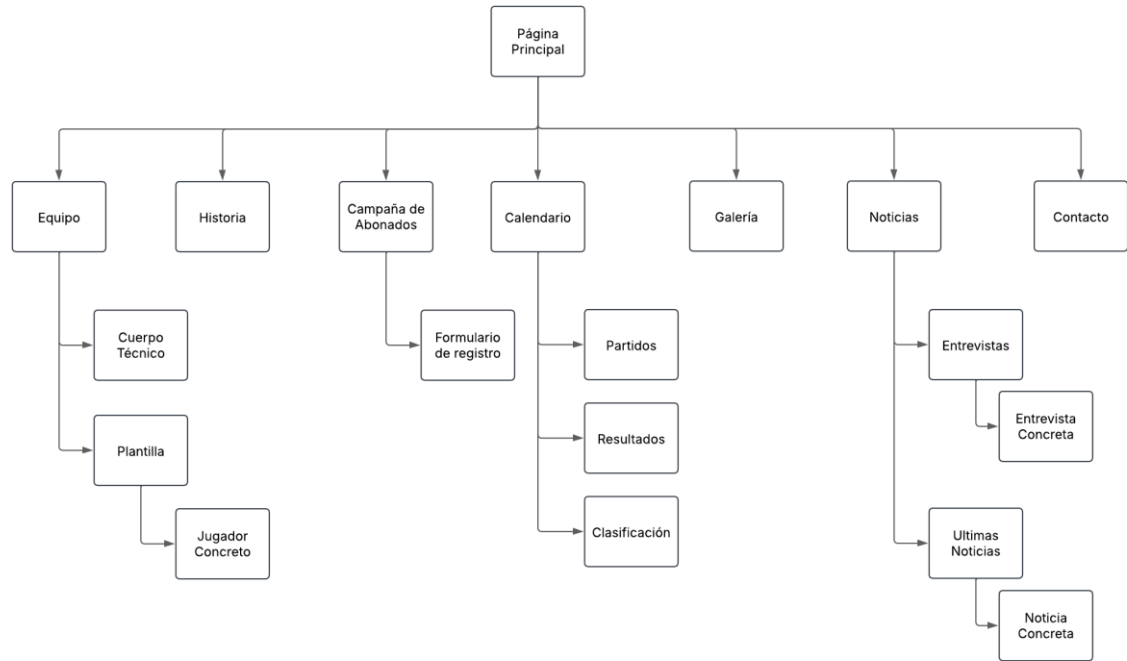 Página
Principal
Equipo
Historia
Campaña de
Abonados
Calendario
Galería
Noticias
Contacto
Cuerpo
Técnico
Formulario
de registro
Partidos
Entrevistas
Plantilla
Resultados
Entrevista
Concreta
Jugador
Concreto
Clasificación
Ultimas
Noticias
Noticia
Concreta